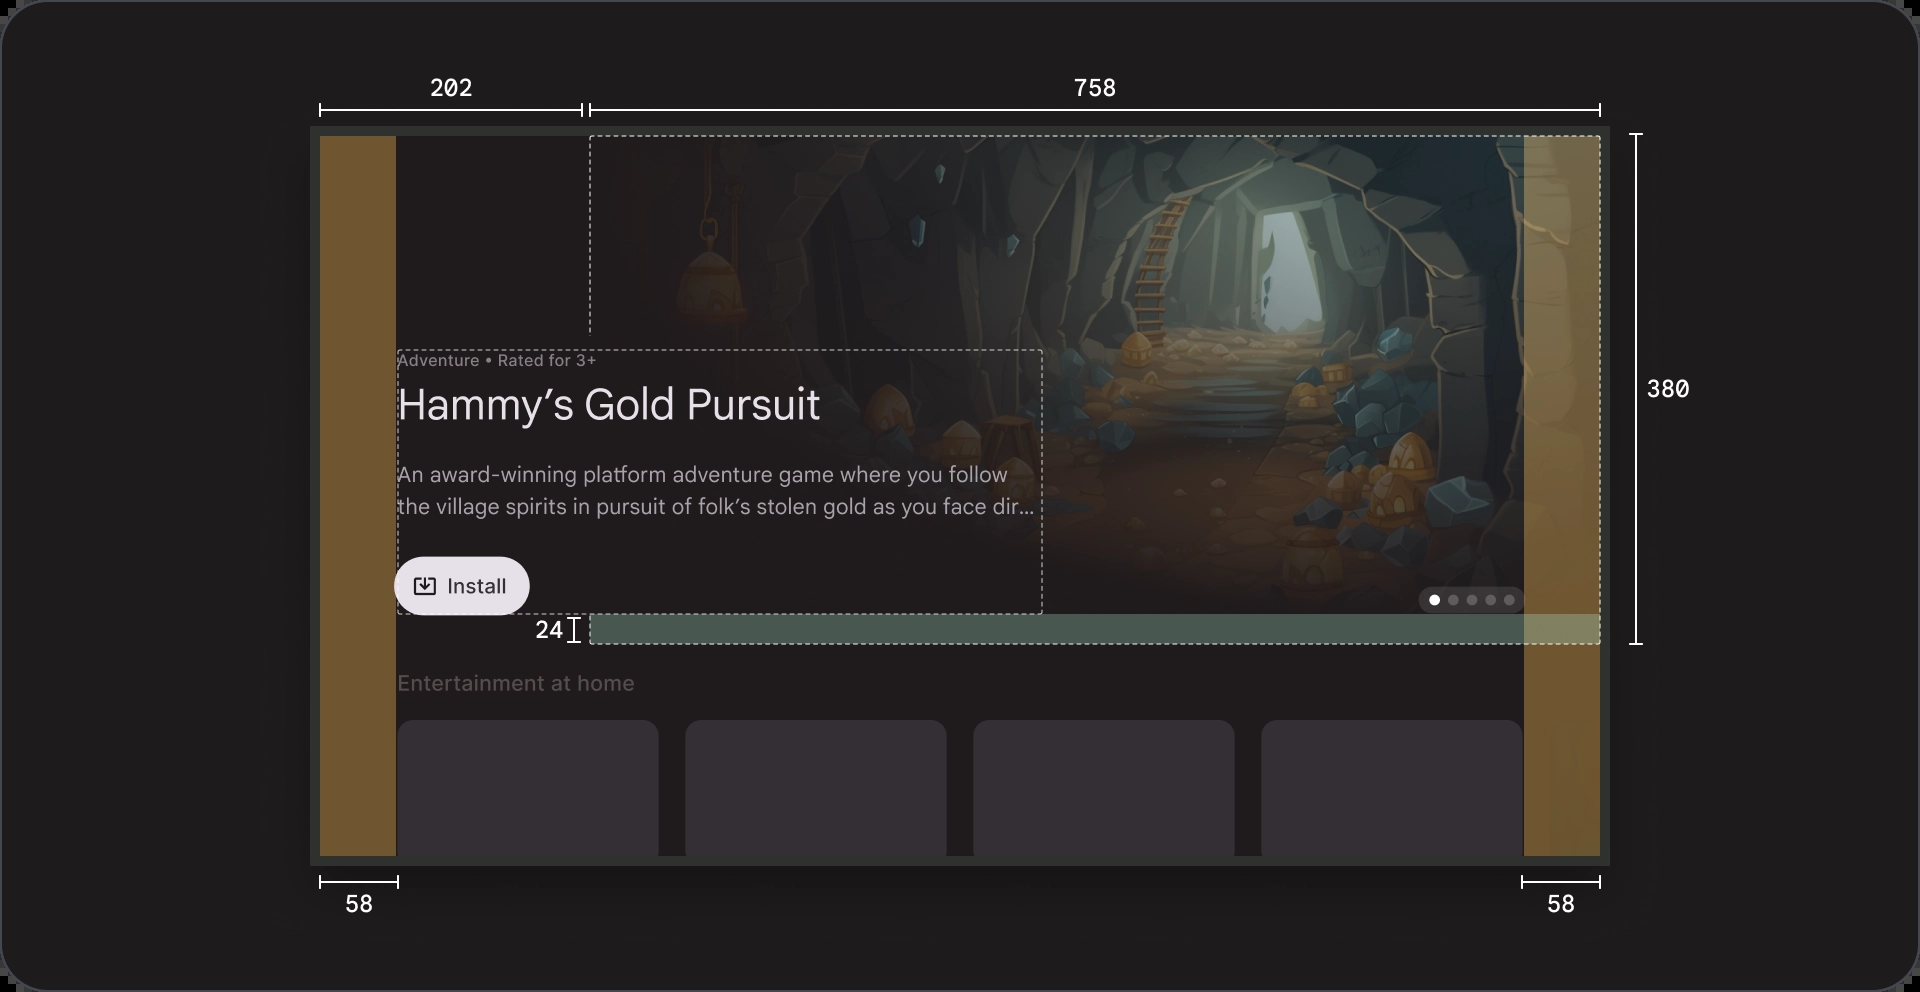 202
758
380
Adventure • Rated for 3+
Hammy’s Gold Pursuit
An award-winning platform adventure game where you follow
the village spirits in pursuit of folk’s stolen gold as you face dir...
Install
24
Entertainment at home
58
58